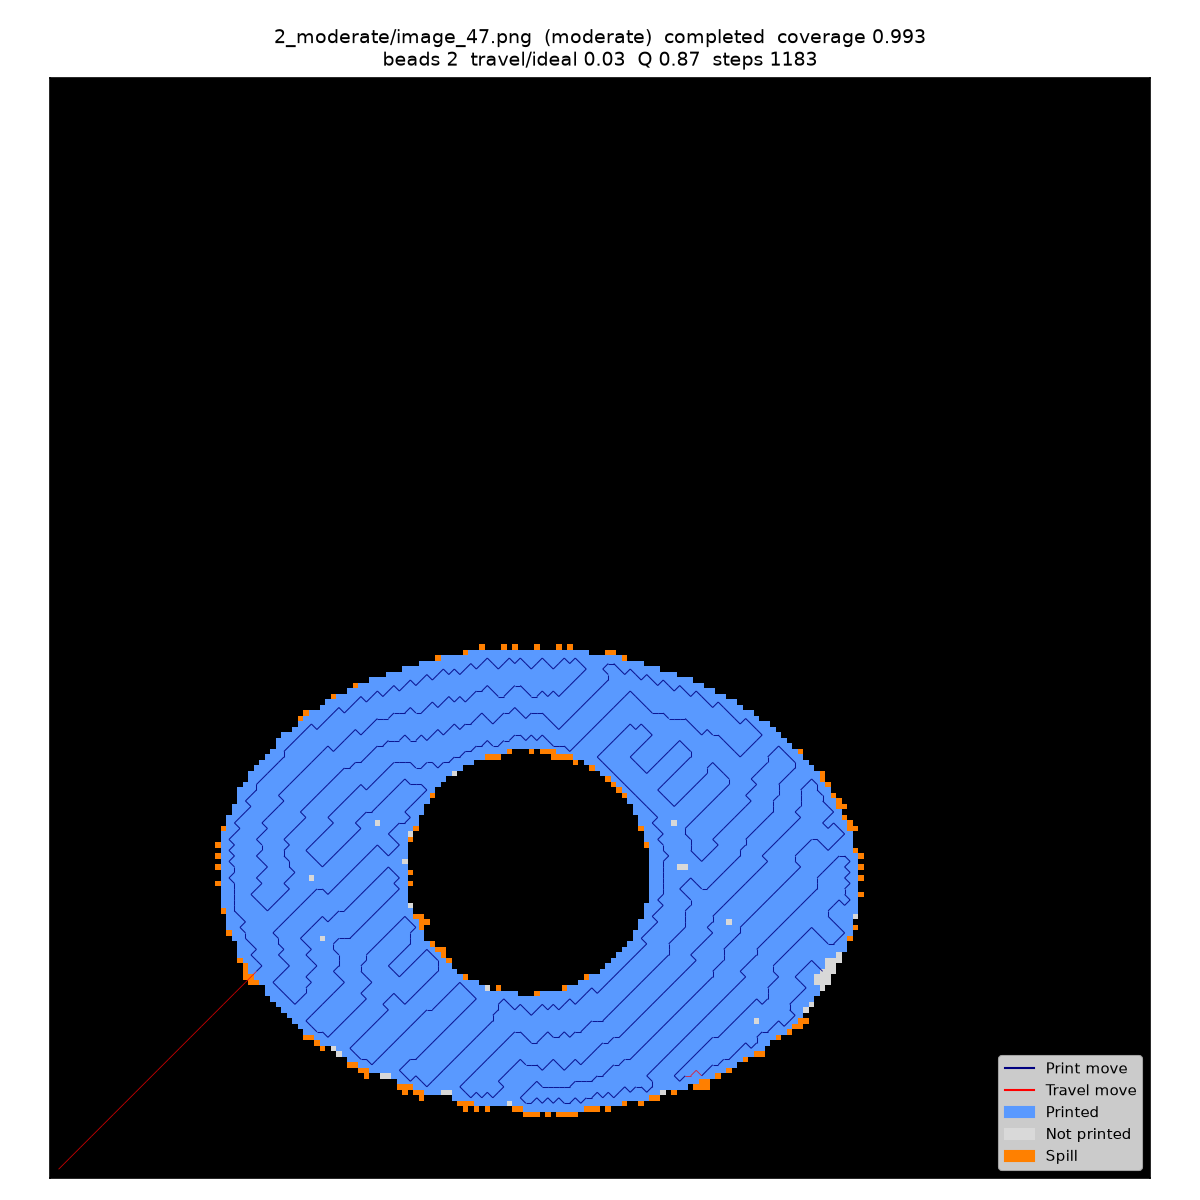 2_moderate/image_47.png  (moderate)  completed  coverage 0.993
beads 2  travel/ideal 0.03  Q 0.87  steps 1183
Print move
Travel move
Printed
Not printed
Spill